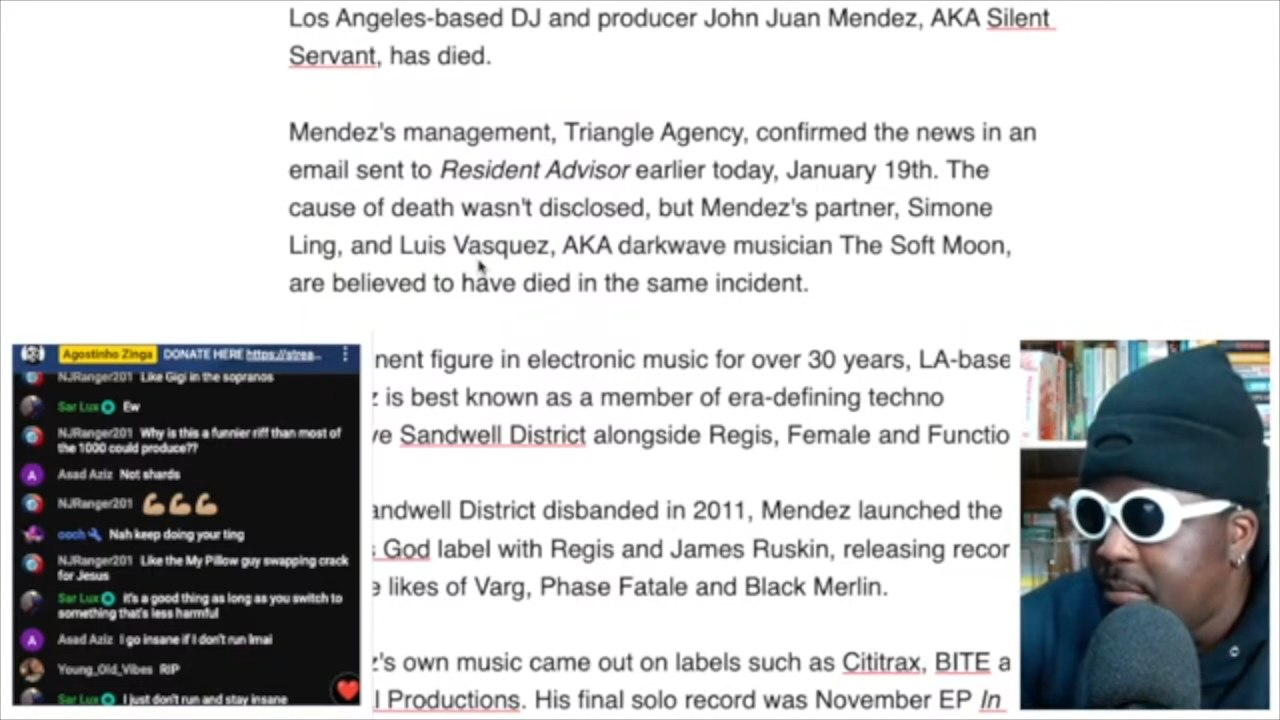 Los Angeles-based DJ and producer John Juan Mendez, AKA Silent
Servant, has died.
Mendez's management, Triangle Agency, confirmed the news in an
email sent to Resident Advisor earlier today, January 19th. The
cause of death wasn't disclosed, but Mendez's partner, Simone
Ling, and Luis Vasquez, AKA darkwave musician The Soft Moon,
are believed to have died in the same incident.
nent figure in electronic music for over 30 years, LA-base
z is best known as a member of era-defining techno
ve Sandwell District alongside Regis, Female and Functio
andwell District disbanded in 2011, Mendez launched the
s God label with Regis and James Ruskin, releasing recor
e likes of Varg, Phase Fatale and Black Merlin.
z's own music came out on labels such as Cititrax, BITE a
l Productions. His final solo record was November EP In
Agostinho Zinga DONATE HERE https://strea...
NJRanger201 Like Gigi in the sopranos
Sar Lux Ew
NJRanger201 Why is this a funnier riff than most of
the 1000 could produce??
A Asad Aziz Not shards
NJRanger201
ooch Nah keep doing your ting
NJRanger201 Like the My Pillow guy swapping crack
for Jesus
Sar Lux it's a good thing as long as you switch to
something that's less harmful
A Asad Aziz I go insane if I don't run lmai
Young_Old_Vibes RIP
Sar Lux I just don't run and stay insane